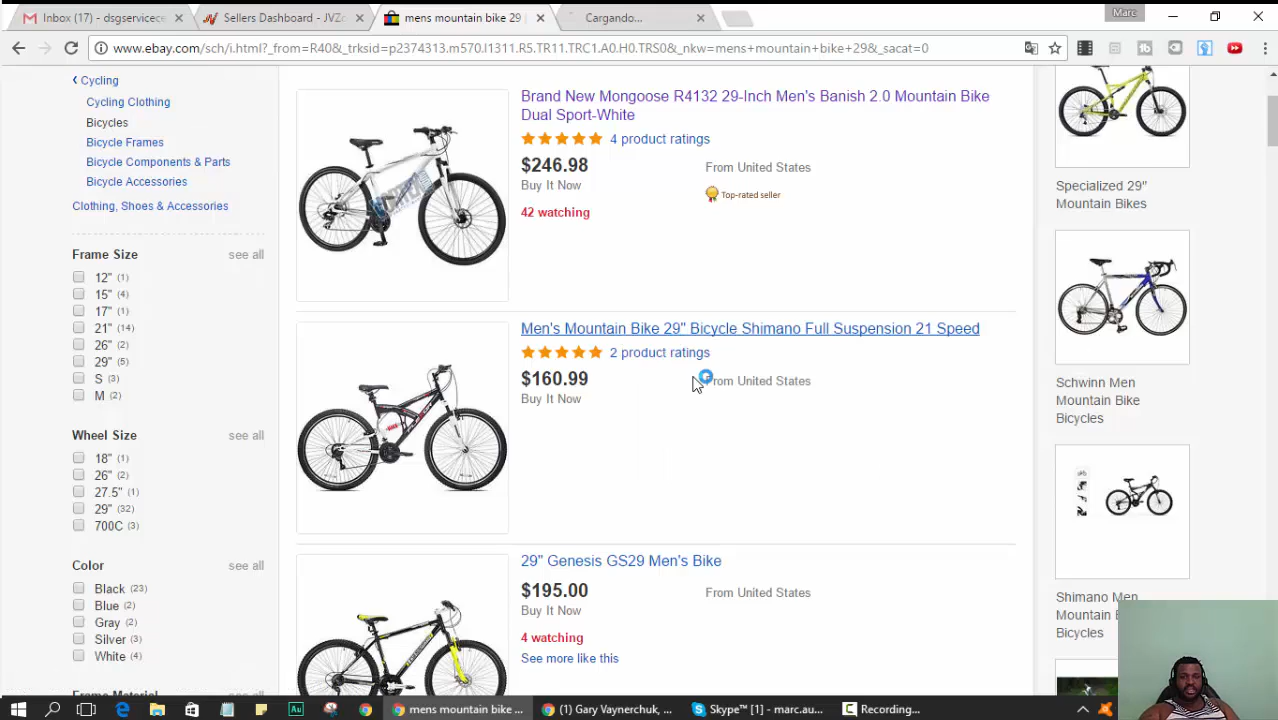 Inbox (17) - dsgservicece
Sellers Dashboard - JVZo
mens mountain bike 29
Cargando...
Marc
www.ebay.com/sch/i.html?_from=R40&_trksid=p2374313.m570.l1311.R5.TR11.TRC1.A0.H0.TRS0&_nkw=mens+mountain+bike+29&_sacat=0
Cycling
Cycling Clothing
Bicycles
Bicycle Frames
Bicycle Components & Parts
Bicycle Accessories
Clothing, Shoes & Accessories
Frame Size see all
12" (1)
15" (4)
17" (1)
21" (14)
26" (2)
29" (5)
S (3)
M (2)
Wheel Size see all
18" (1)
26" (2)
27.5" (1)
29" (32)
700C (3)
Color see all
Black (23)
Blue (2)
Gray (2)
Silver (3)
White (4)
Frame Material
Brand New Mongoose R4132 29-Inch Men's Banish 2.0 Mountain Bike
Dual Sport-White
4 product ratings
$246.98
From United States
Buy It Now
Top-rated seller
42 watching
Men's Mountain Bike 29" Bicycle Shimano Full Suspension 21 Speed
2 product ratings
$160.99
From United States
Buy It Now
29" Genesis GS29 Men's Bike
$195.00
From United States
Buy It Now
4 watching
See more like this
Specialized 29"
Mountain Bikes
Schwinn Men
Mountain Bike
Bicycles
Shimano Men
Mountain
Bicycles
mens mountain bike ...
(1) Gary Vaynerchuk, ...
Skype™ [1] - marc.au...
Recording...